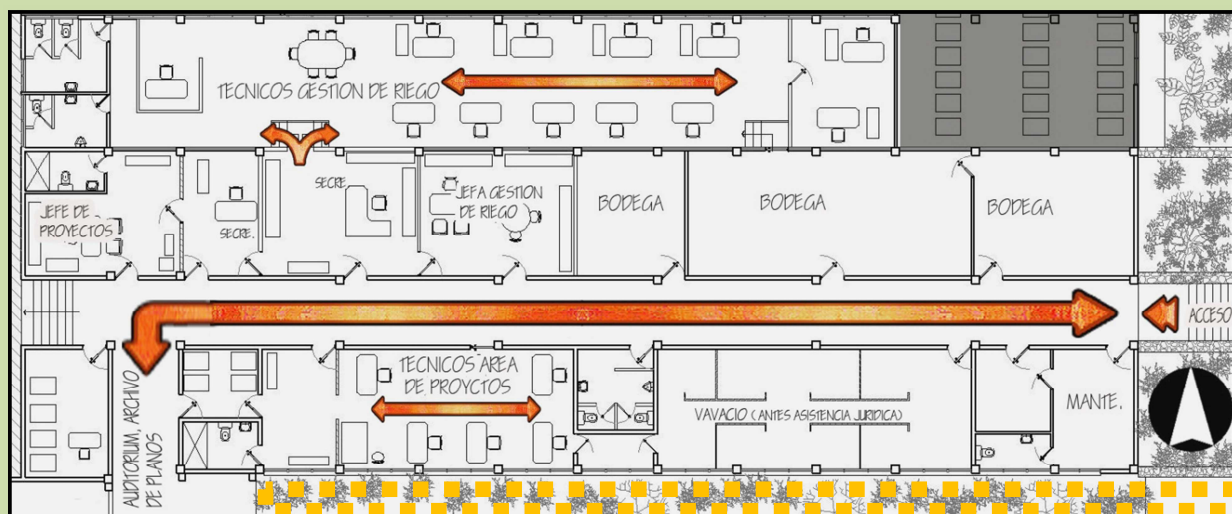 TECNICOS GESTION DE RIEGO
JEFE DE
PROYECTOS
SECRE.
SECRE.
JEFA GESTION
DE RIEGO
BODEGA
BODEGA
BODEGA
ACCESO
AUDITORIUM, ARCHIVO
DE PLANOS
TECNICOS AREA
DE PROYCTOS
VAVACIO (ANTES ASISTENCIA JURIDICA)
MANTE.